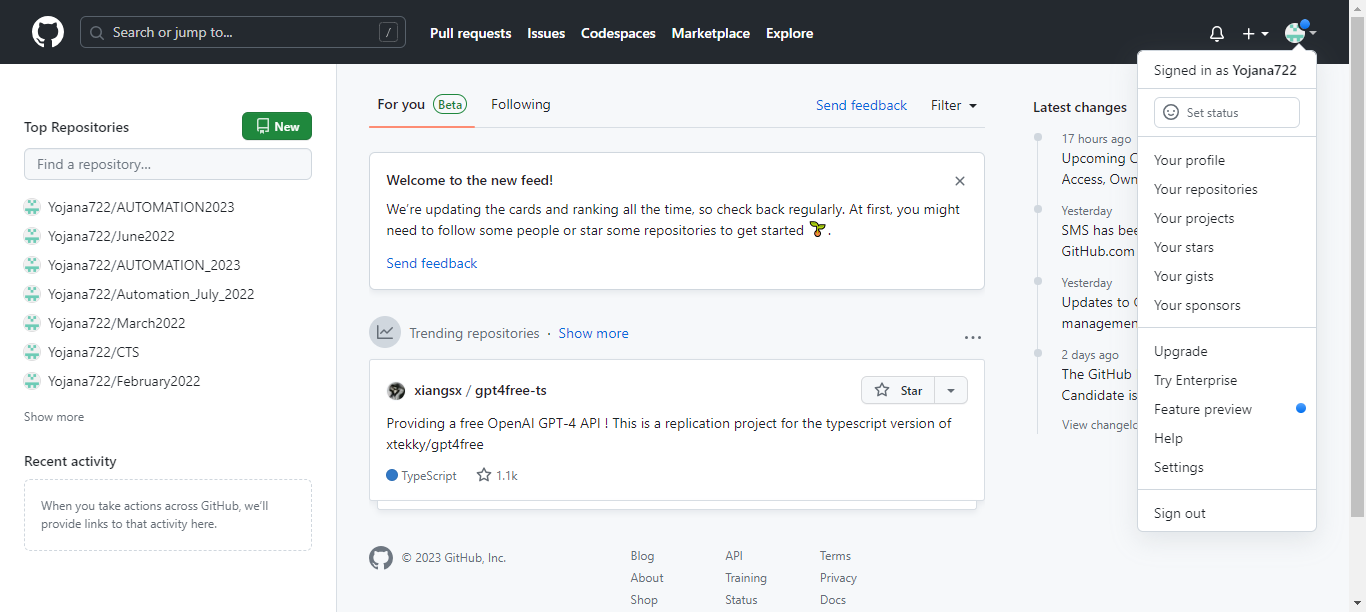 Search or jump to...
/
Pull requests
Issues
Codespaces
Marketplace
Explore
Top Repositories
New
Find a repository...
Yojana722/AUTOMATION2023
Yojana722/June2022
Yojana722/AUTOMATION_2023
Yojana722/Automation_July_2022
Yojana722/March2022
Yojana722/CTS
Yojana722/February2022
Show more
Recent activity
When you take actions across GitHub, we'll
provide links to that activity here.
For you Beta
Following
Send feedback
Filter
Welcome to the new feed!
We're updating the cards and ranking all the time, so check back regularly. At first, you might
need to follow some people or star some repositories to get started.
Send feedback
Trending repositories · Show more
xiangsx / gpt4free-ts
Star
Providing a free OpenAI GPT-4 API ! This is a replication project for the typescript version of
xtekky/gpt4free
TypeScript
1.1k
© 2023 GitHub, Inc.
Blog
About
Shop
API
Training
Status
Terms
Privacy
Docs
Latest changes
17 hours ago
Upcoming
Access,
Yesterday
SMS has
GitHub.com
Yesterday
Updates to
2 days ago
The GitHub
Candidate is
View
Signed in as Yojana722
Set status
Your profile
Your repositories
Your projects
Your stars
Your gists
Your sponsors
Upgrade
Try Enterprise
Feature preview
Help
Settings
Sign out